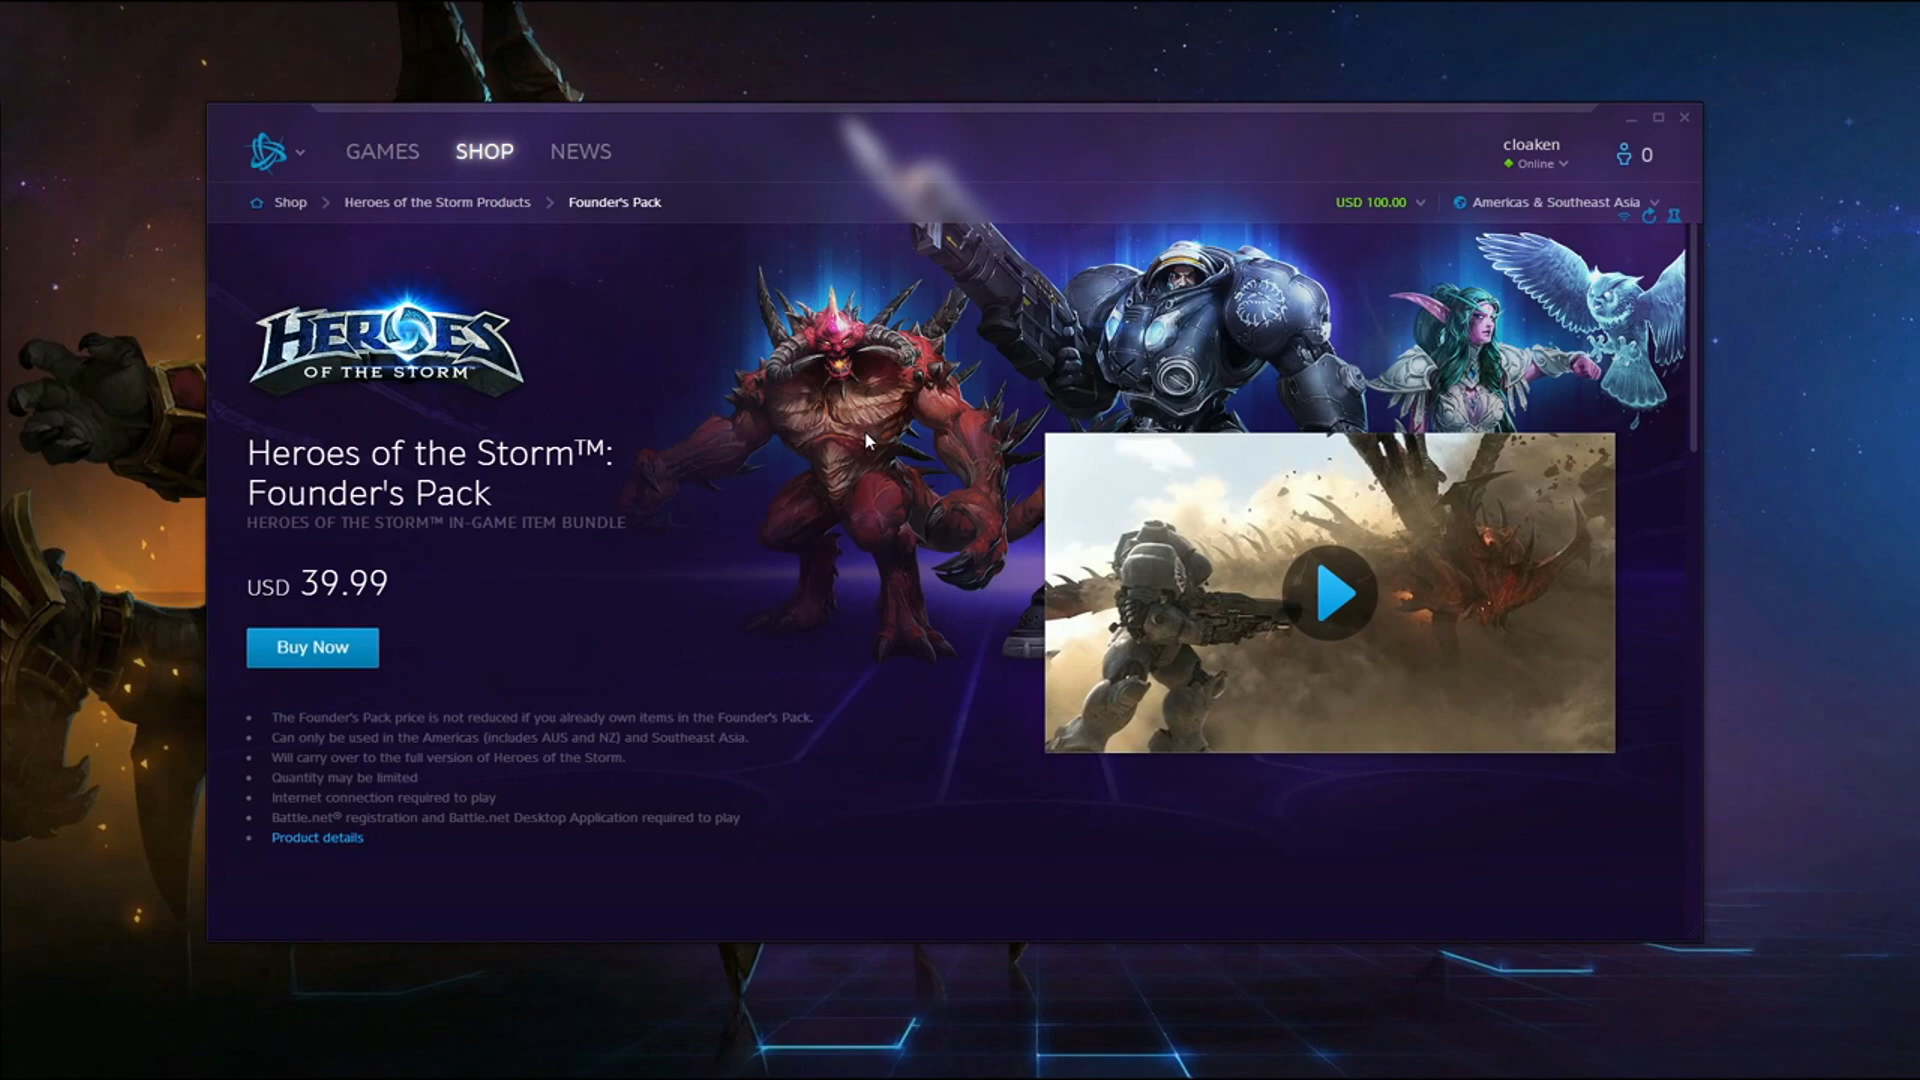 GAMES SHOP NEWS
cloaken
Online
0
Shop Heroes of the Storm Products Founder's Pack
USD 100.00
Americas & Southeast Asia
HEROES
OF THE STORM™
Heroes of the Storm™:
Founder's Pack
HEROES OF THE STORM™ IN-GAME ITEM BUNDLE
USD 39.99
Buy Now
• The Founder's Pack price is not reduced if you already own items in the Founder's Pack.
• Can only be used in the Americas (includes AUS and NZ) and Southeast Asia.
• Will carry over to the full version of Heroes of the Storm.
• Quantity may be limited
• Internet connection required to play
• Battle.net® registration and Battle.net Desktop Application required to play
• Product details